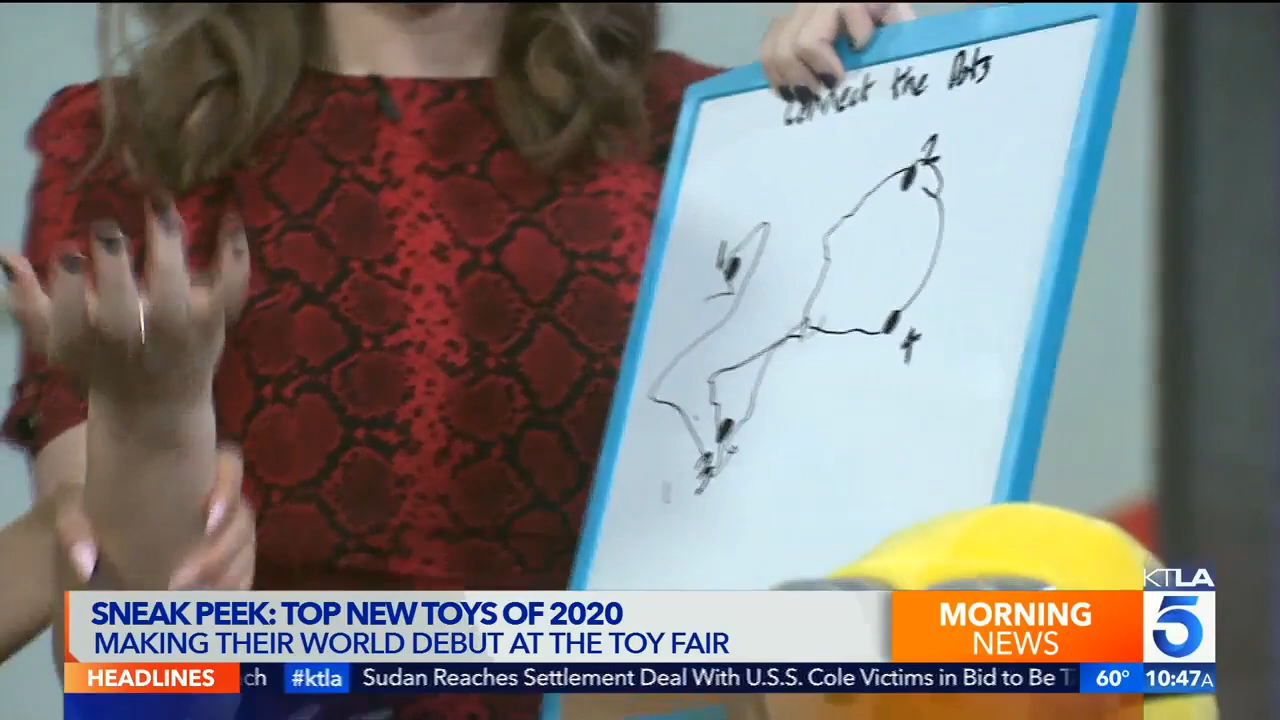 Connect the Dots
2
1
4
3
KTLA
5
SNEAK PEEK: TOP NEW TOYS OF 2020
MAKING THEIR WORLD DEBUT AT THE TOY FAIR
MORNING
NEWS
HEADLINES ch #ktla Sudan Reaches Settlement Deal With U.S.S. Cole Victims in Bid to Be T 60° 10:47A